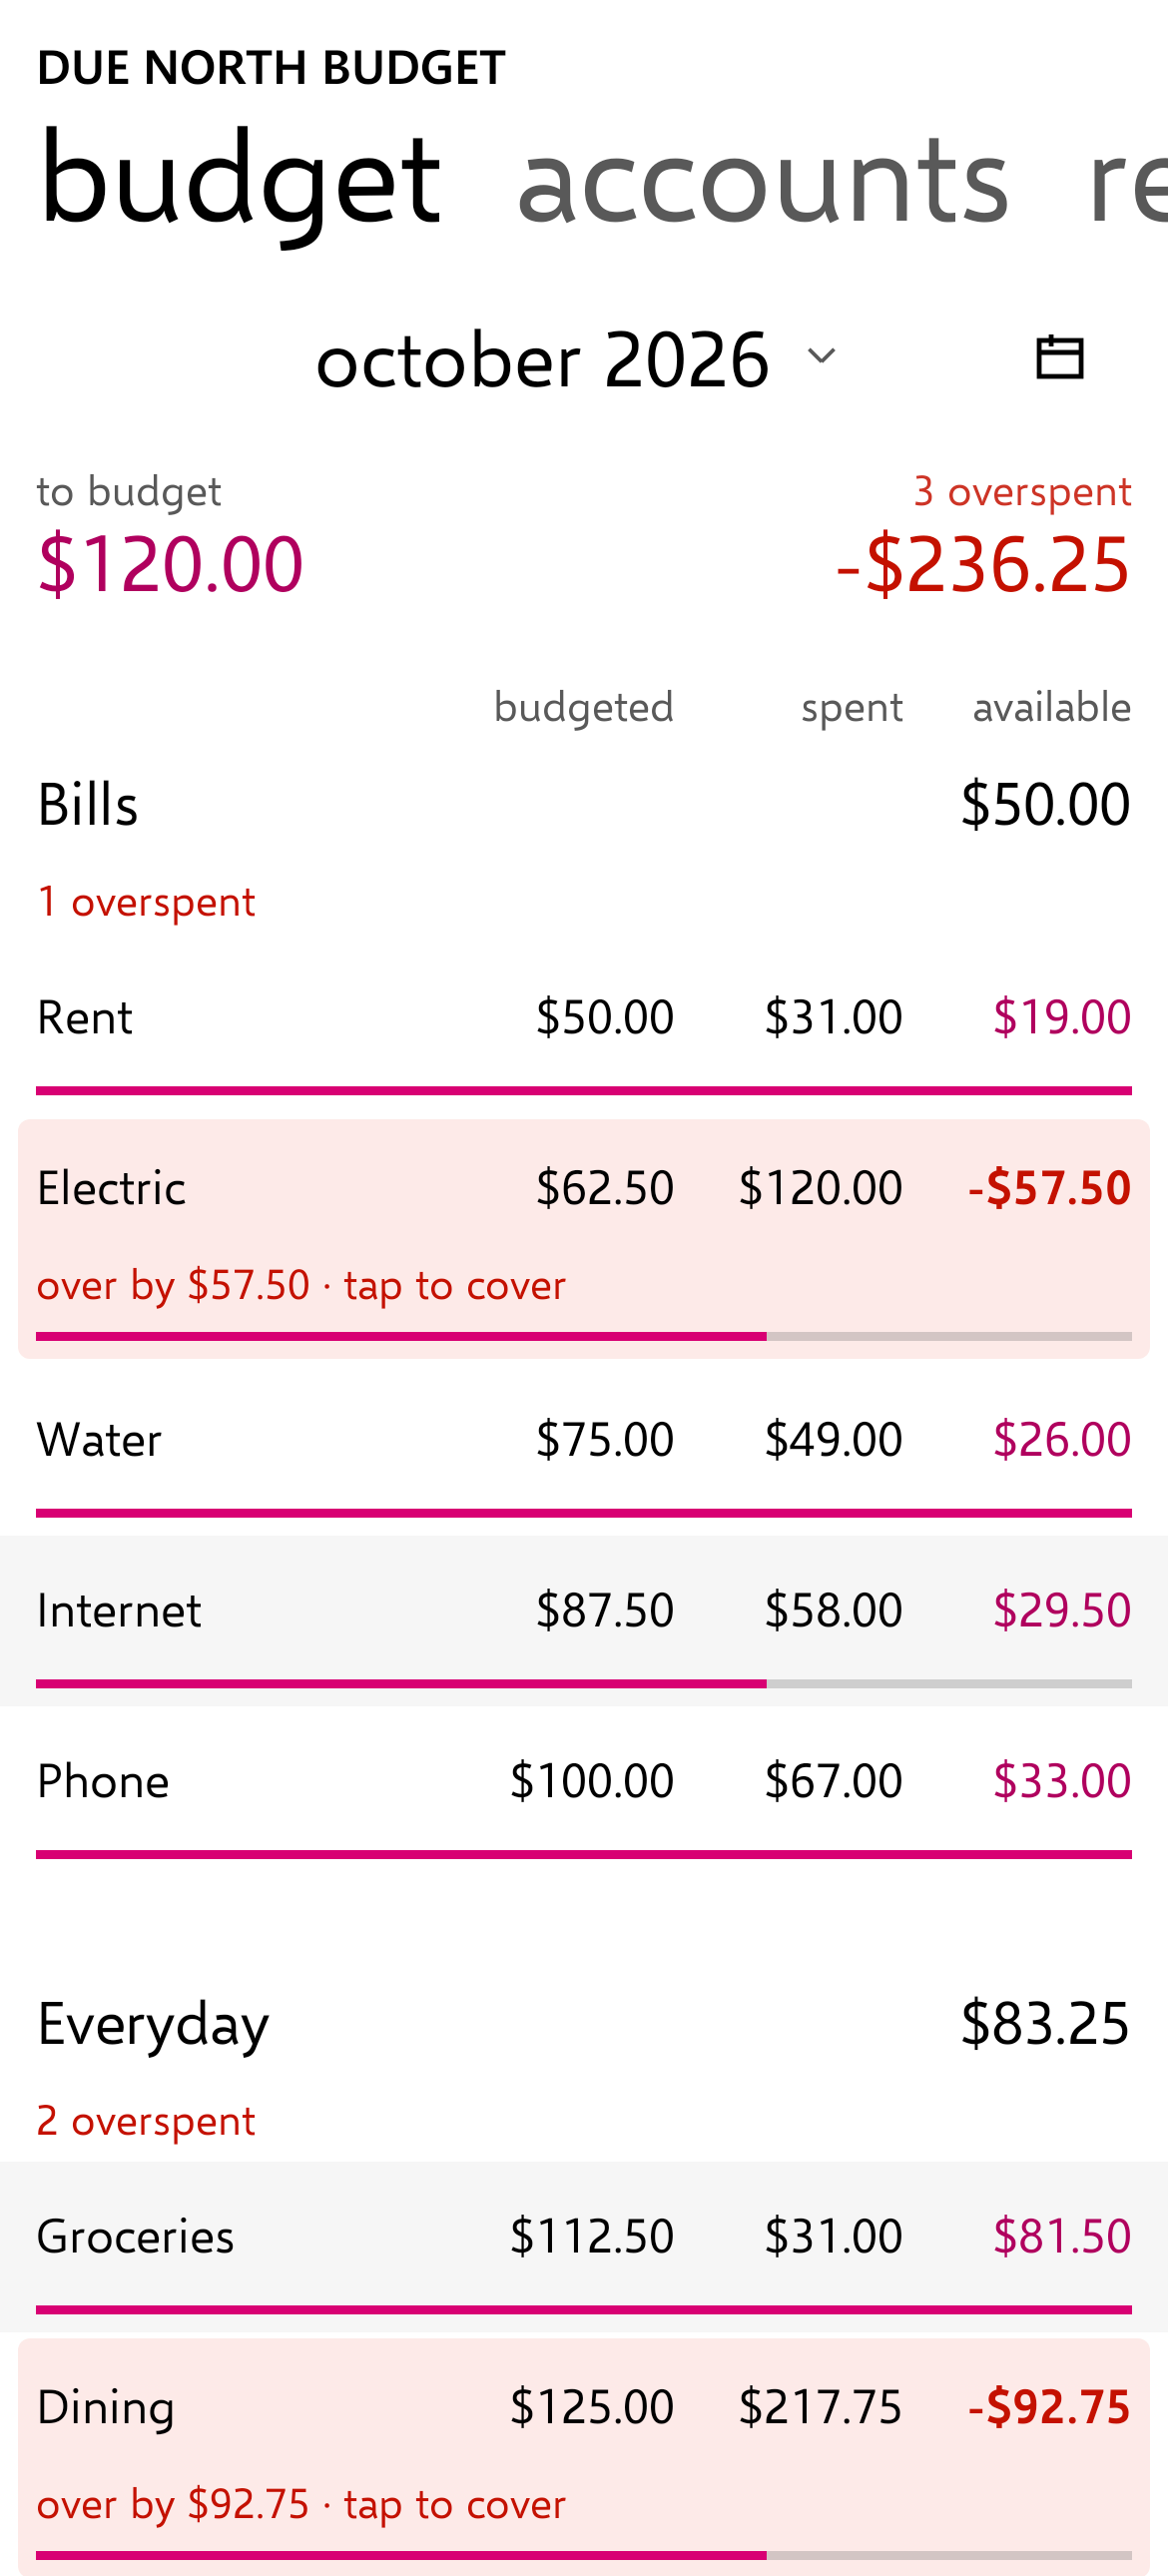 DUE NORTH BUDGET
budget accounts re
october 2026
to budget 3 overspent
$120.00 -$236.25
budgeted spent available
Bills $50.00
1 overspent
Rent $50.00 $31.00 $19.00
Electric $62.50 $120.00 -$57.50
over by $57.50 · tap to cover
Water $75.00 $49.00 $26.00
Internet $87.50 $58.00 $29.50
Phone $100.00 $67.00 $33.00
Everyday $83.25
2 overspent
Groceries $112.50 $31.00 $81.50
Dining $125.00 $217.75 -$92.75
over by $92.75 · tap to cover